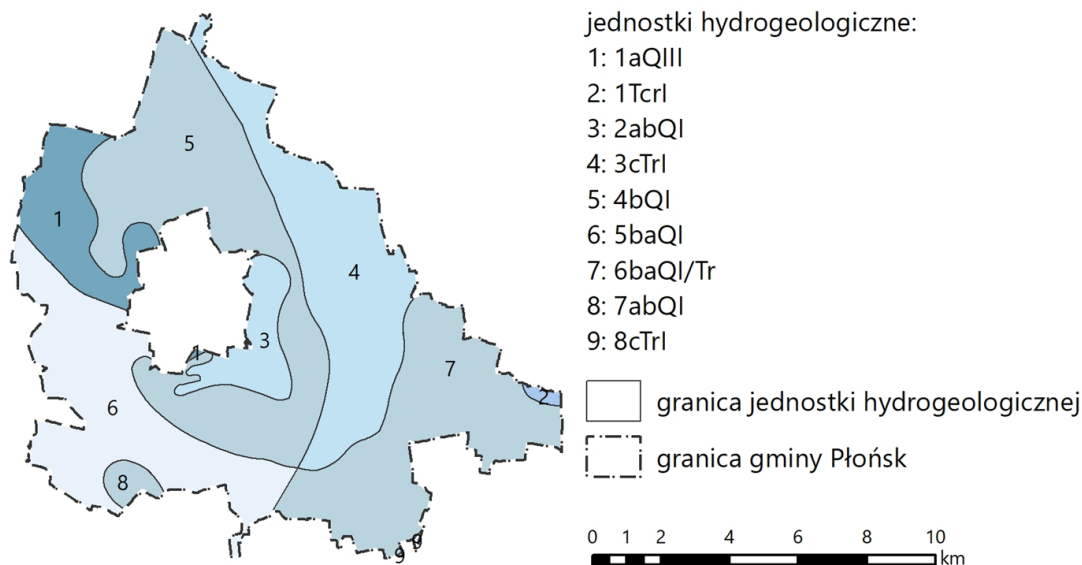 jednostki hydrogeologiczne:
1: 1aQIII
2: 1TcrI
3: 2abQI
4: 3cTrI
5: 4bQI
6: 5baQI
7: 6baQI/Tr
8: 7abQI
9: 8cTrI
granica jednostki hydrogeologicznej
granica gminy Płońsk
0 1 2 4 6 8 10
km
5
1
4
3
1
7
2
6
8
9
9